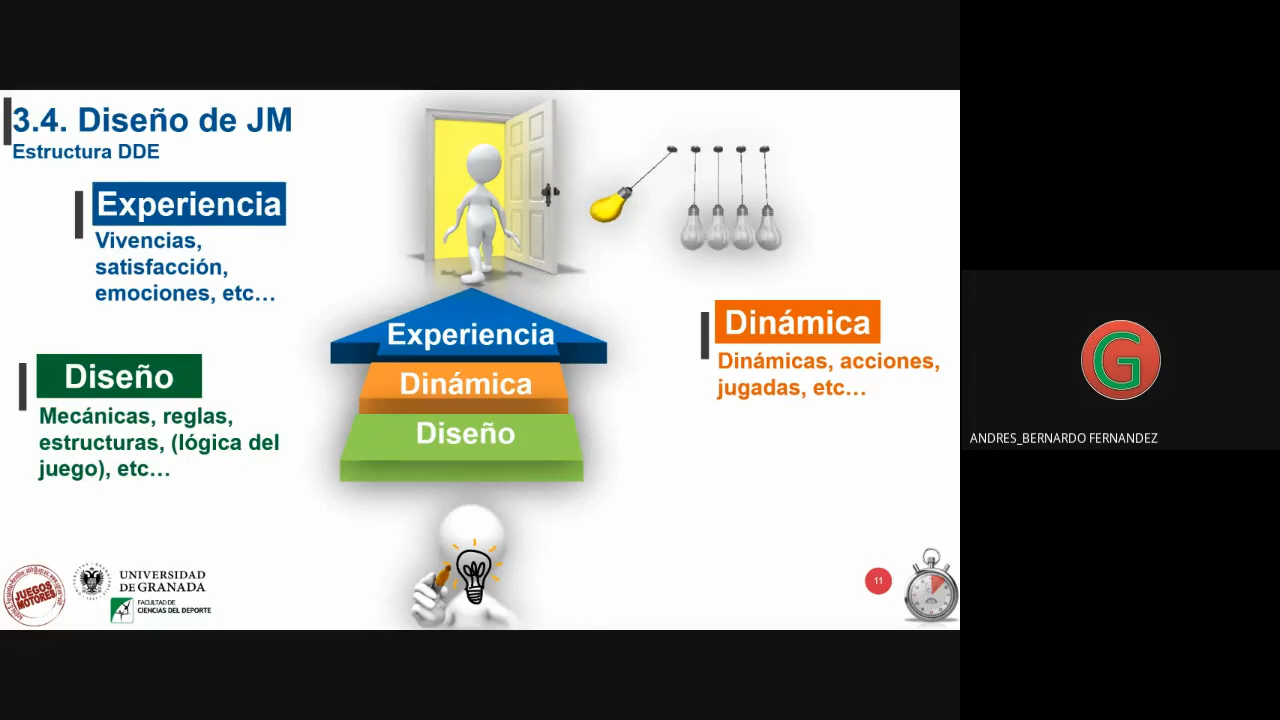 3.4. Diseño de JM
Estructura DDE
Experiencia
Vivencias,
satisfacción,
emociones, etc…
Diseño
Mecánicas, reglas,
estructuras, (lógica del
juego), etc…
Experiencia
Dinámica
Diseño
Dinámica
Dinámicas, acciones,
jugadas, etc…
JUEGOS
MOTORES
UNIVERSIDAD
DE GRANADA
FACULTAD DE
CIENCIAS DEL DEPORTE
11
G
ANDRES_BERNARDO FERNANDEZ